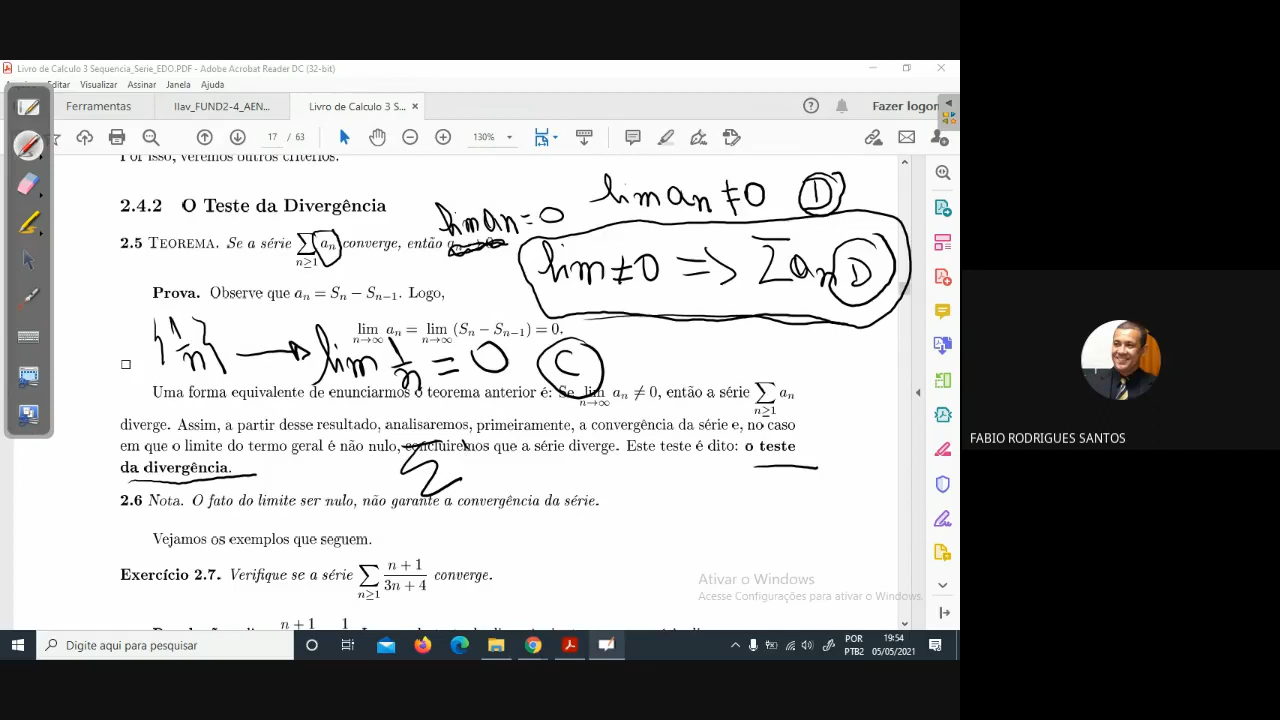 Livro de Calculo 3 Sequencia_Serie_EDO.PDF - Adobe Acrobat Reader DC (32-bit)
Editar Visualizar Assinar Janela Ajuda
Ferramentas IIav_FUND2-4_AEN... Livro de Calculo 3 S... × Fazer logon
17 / 63 130%
Por isso, veremos outros critérios.
lim an ≠ 0 D
2.4.2 O Teste da Divergência
lim an = 0
2.5 TEOREMA. Se a série ∑ n≥1 an converge, então
lim ≠ 0 => ∑ an D
Prova. Observe que an = Sn − Sn−1. Logo,
lim n→∞ an = lim n→∞ (Sn − Sn−1) = 0.
{1/n} → lim 1/n = 0 C
□
Uma forma equivalente de enunciarmos o teorema anterior é: Se lim n→∞ an ≠ 0, então a série ∑ n≥1 an
diverge. Assim, a partir desse resultado, analisaremos, primeiramente, a convergência da série e, no caso
em que o limite do termo geral é não nulo, concluiremos que a série diverge. Este teste é dito: o teste
da divergência.
2.6 Nota. O fato do limite ser nulo, não garante a convergência da série.
Vejamos os exemplos que seguem.
Exercício 2.7. Verifique se a série ∑ n≥1 (n + 1)/(3n + 4) converge.
Ativar o Windows
Acesse Configurações para ativar o Windows.
n + 1 1
Digite aqui para pesquisar
POR
PTB2
19:54
05/05/2021
FABIO RODRIGUES SANTOS